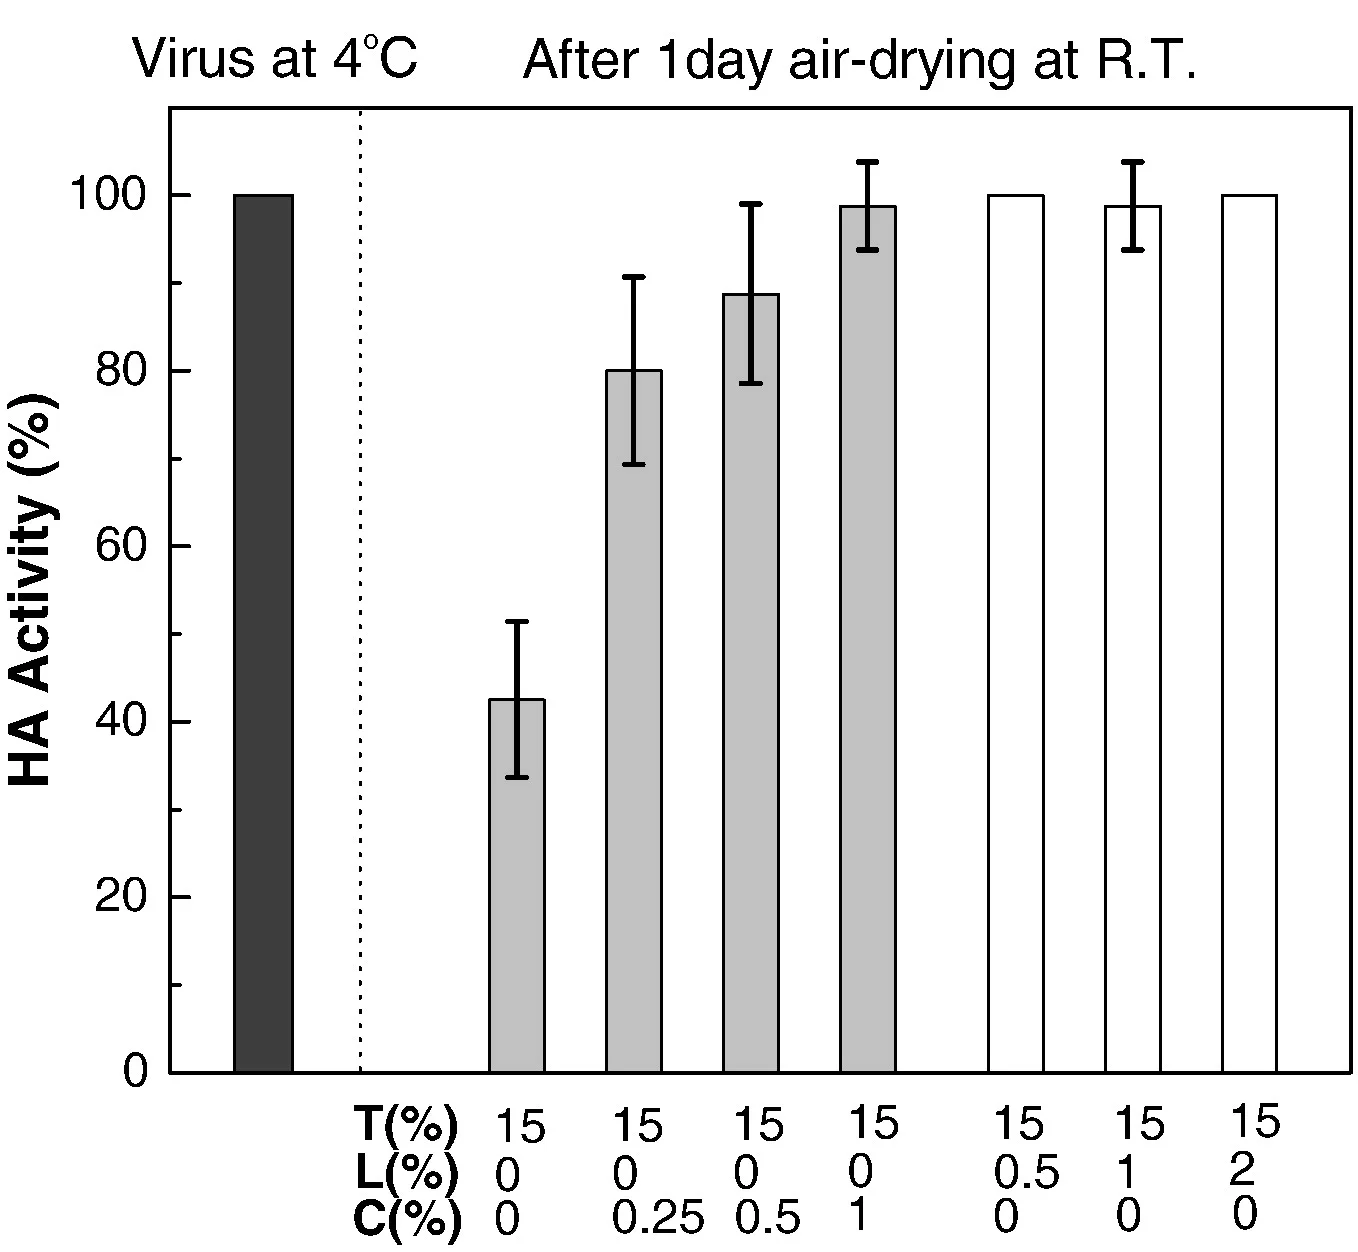 Virus at 4°C After 1day air-drying at R.T.
HA Activity (%)
100
80
60
40
20
0
T(%) 15 15 15 15 15 15 15
L(%) 0 0 0 0 0.5 1 2
C(%) 0 0.25 0.5 1 0 0 0